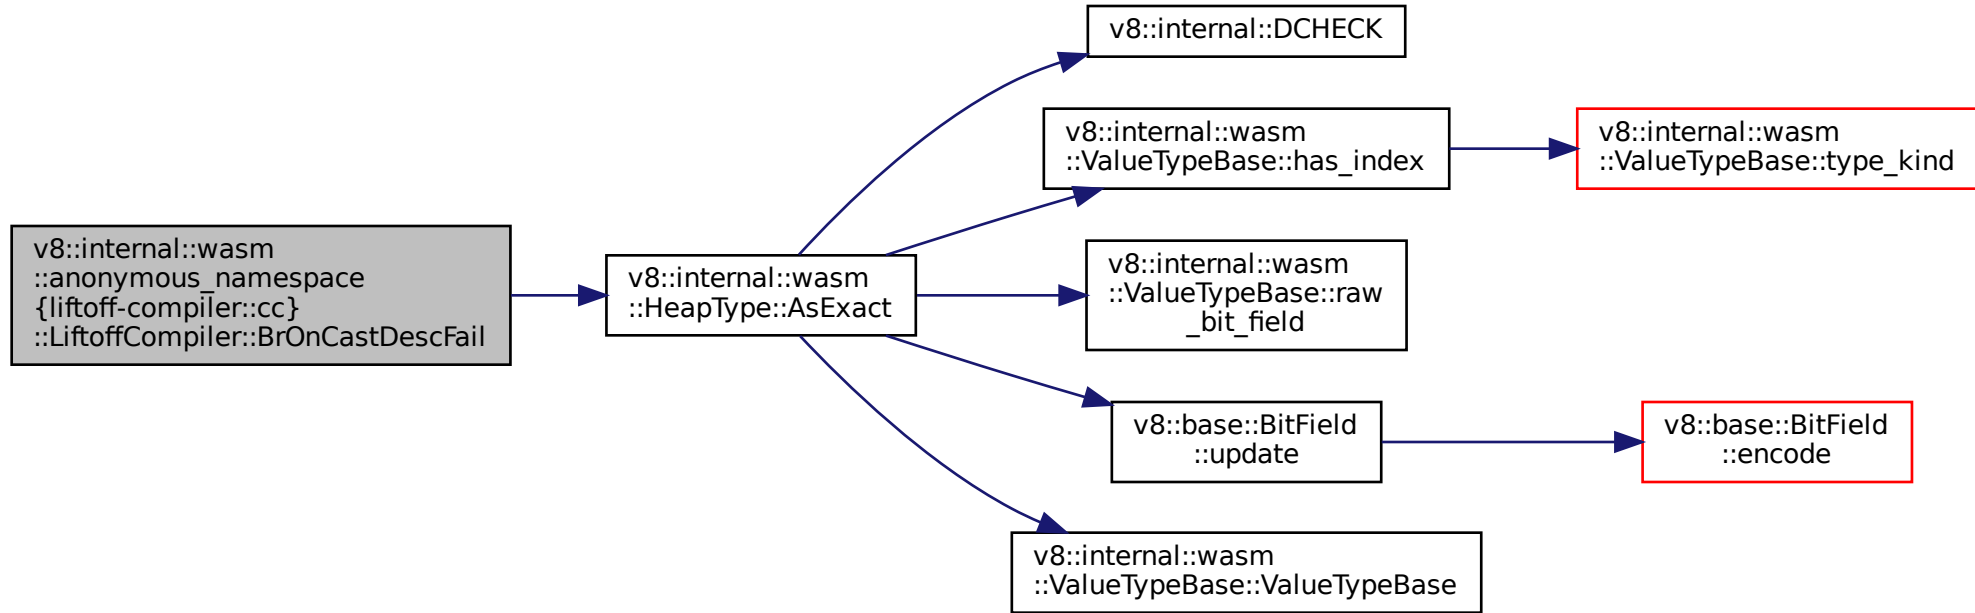 v8::internal::wasm
::anonymous_namespace
{liftoff-compiler::cc}
::LiftoffCompiler::BrOnCastDescFail
v8::internal::wasm
::HeapType::AsExact
v8::internal::DCHECK
v8::internal::wasm
::ValueTypeBase::has_index
v8::internal::wasm
::ValueTypeBase::type_kind
v8::internal::wasm
::ValueTypeBase::raw
_bit_field
v8::base::BitField
::update
v8::base::BitField
::encode
v8::internal::wasm
::ValueTypeBase::ValueTypeBase